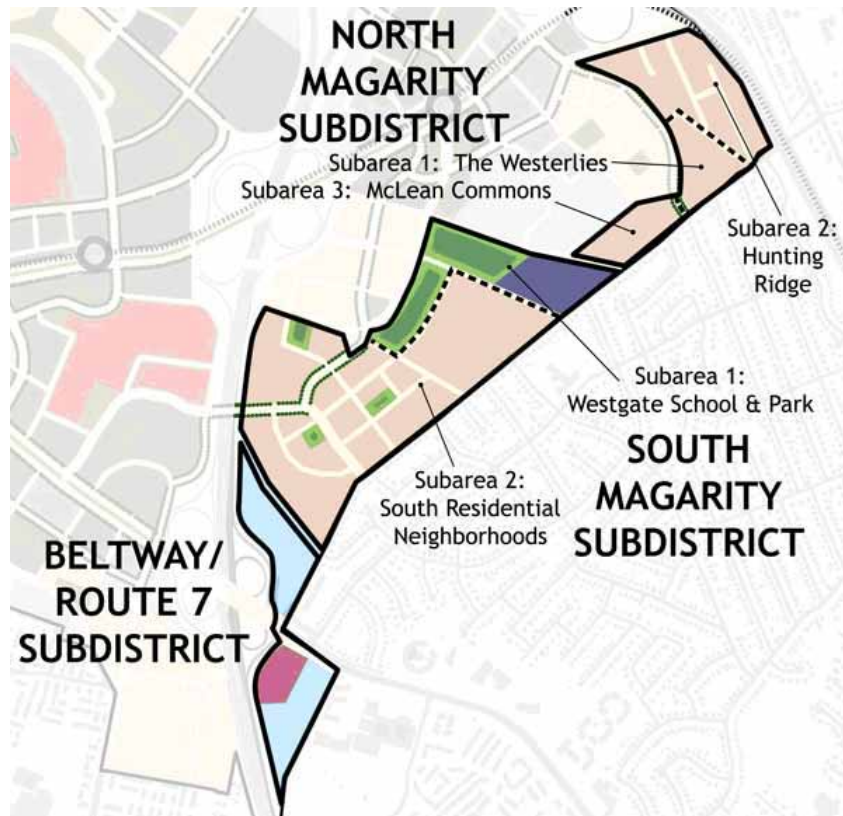 NORTH
MAGARITY
SUBDISTRICT
Subarea 1: The Westerlies
Subarea 3: McLean Commons
Subarea 2:
Hunting
Ridge
Subarea 1:
Westgate School & Park
SOUTH
MAGARITY
SUBDISTRICT
Subarea 2:
South Residential
Neighborhoods
BELTWAY/
ROUTE 7
SUBDISTRICT